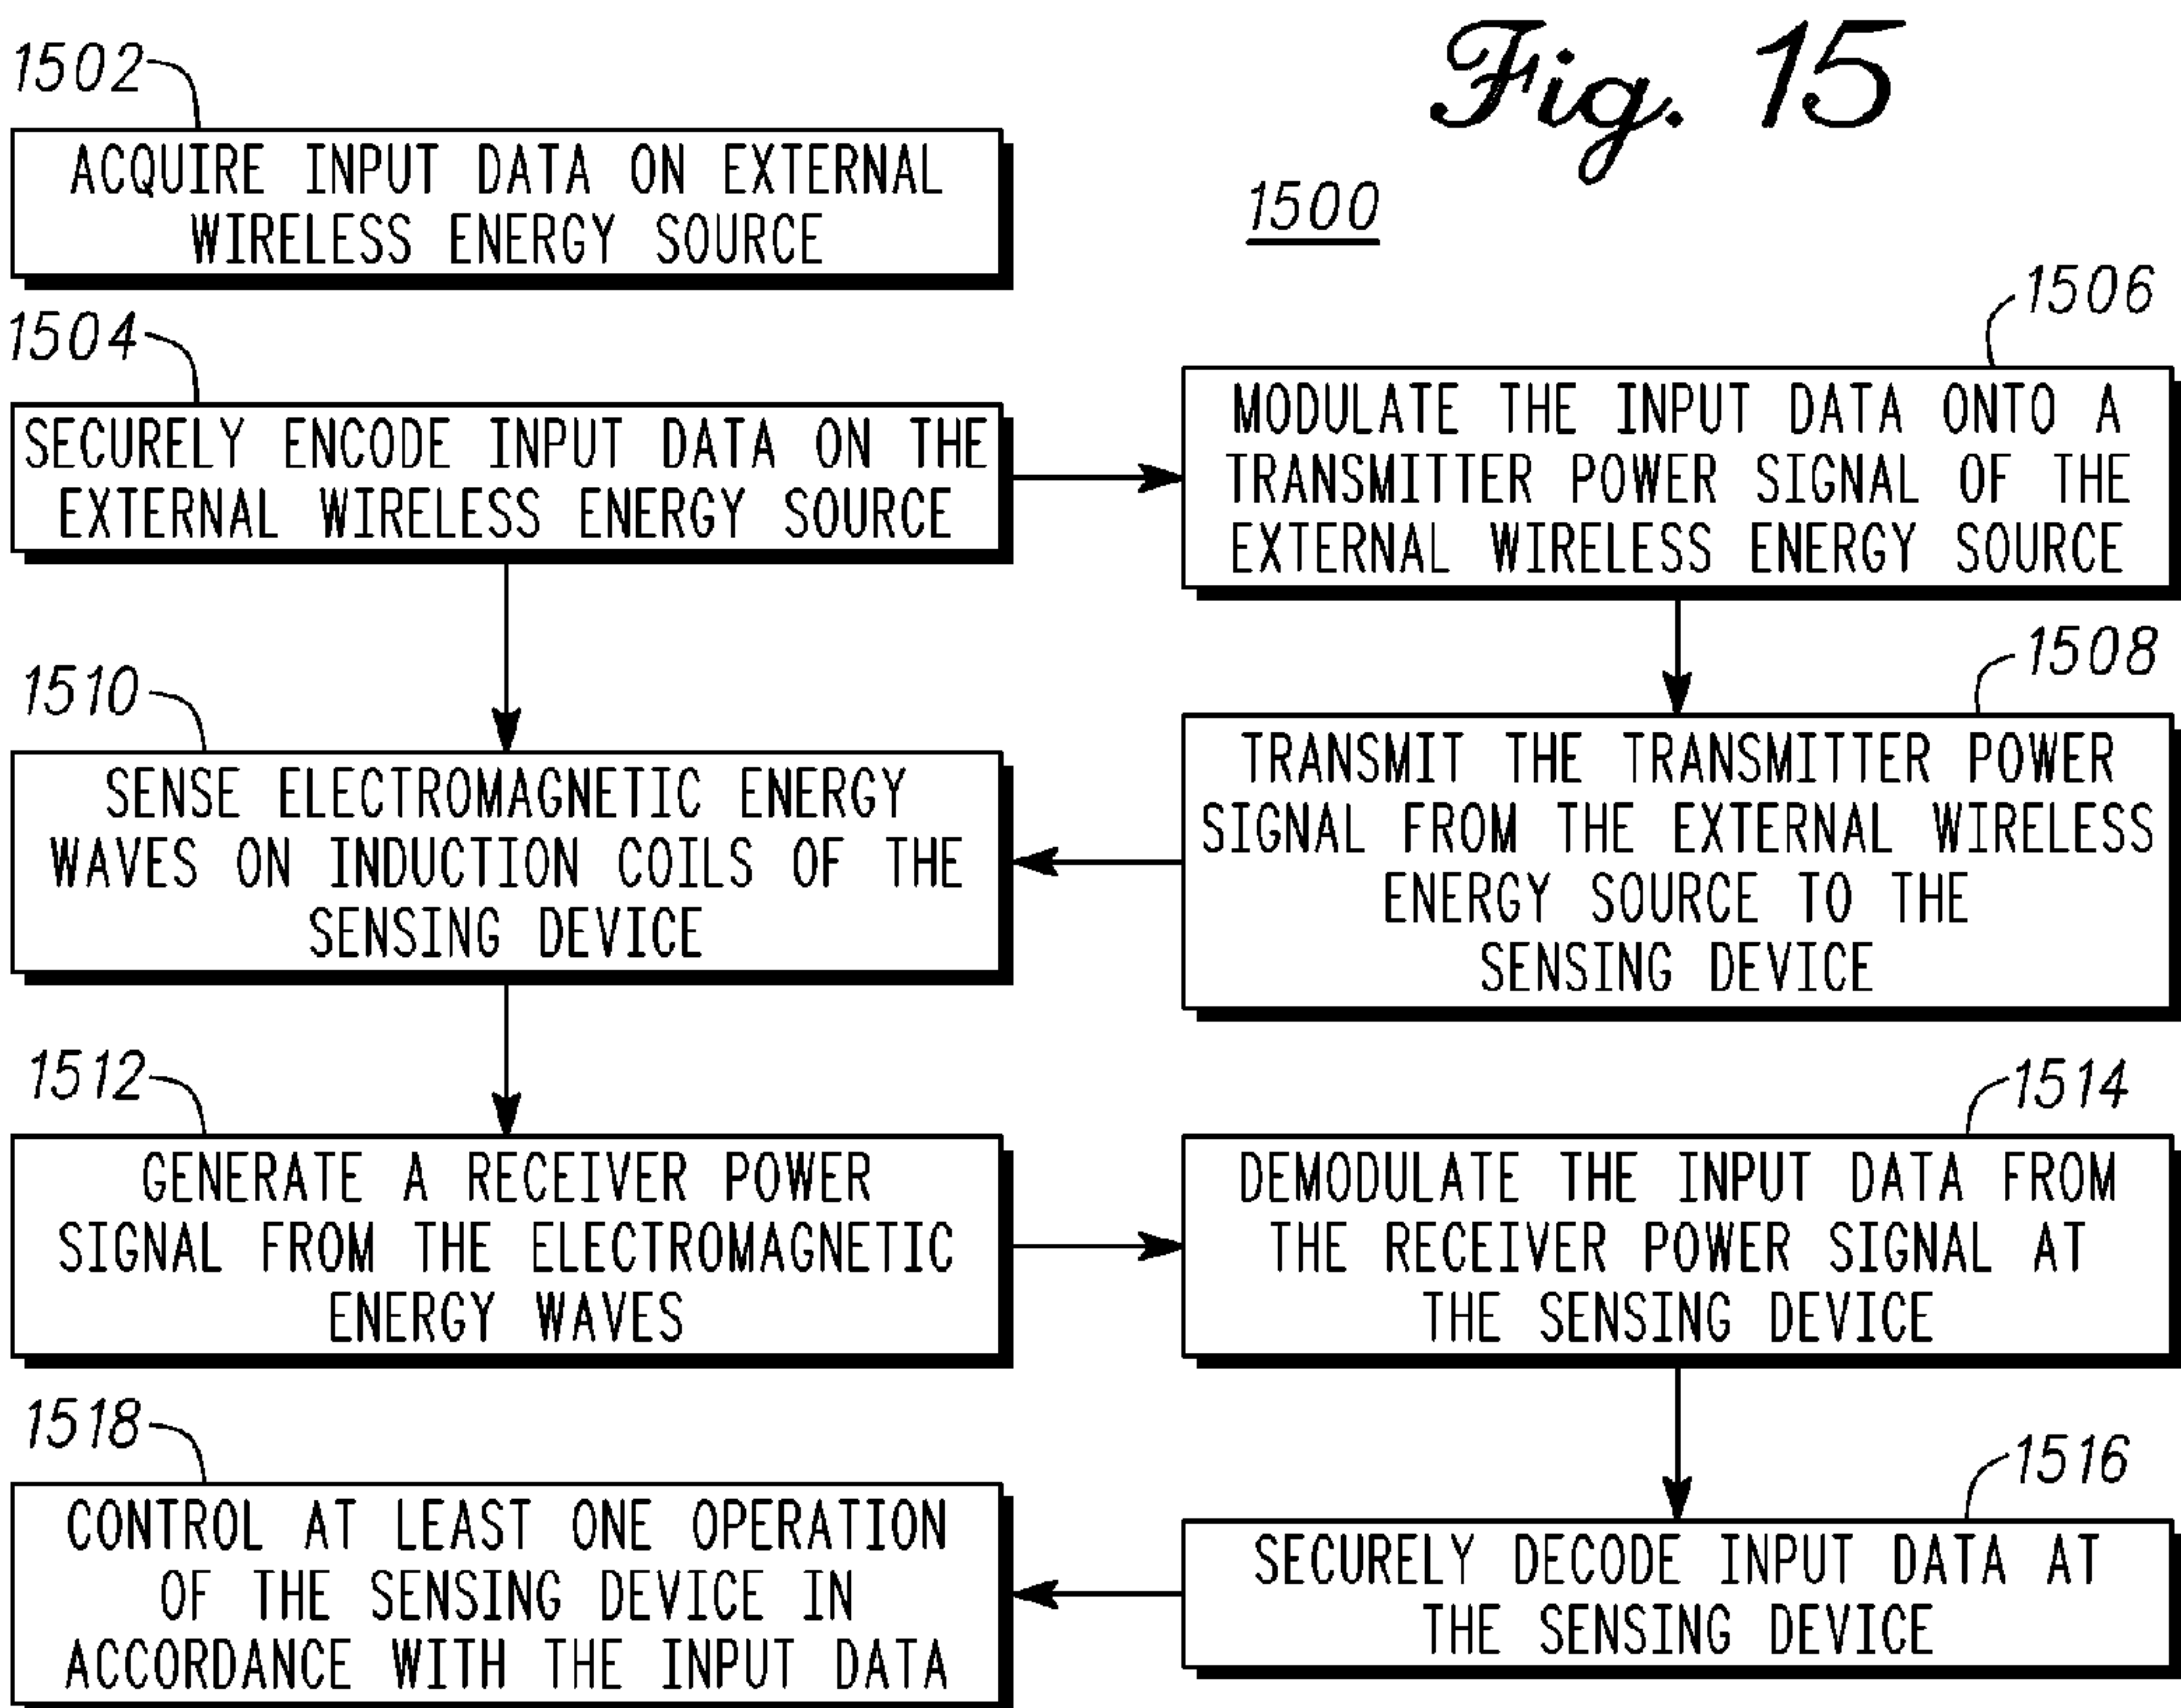 Fig. 15
1500
1502
ACQUIRE INPUT DATA ON EXTERNAL
WIRELESS ENERGY SOURCE
1504
SECURELY ENCODE INPUT DATA ON THE
EXTERNAL WIRELESS ENERGY SOURCE
1506
MODULATE THE INPUT DATA ONTO A
TRANSMITTER POWER SIGNAL OF THE
EXTERNAL WIRELESS ENERGY SOURCE
1508
TRANSMIT THE TRANSMITTER POWER
SIGNAL FROM THE EXTERNAL WIRELESS
ENERGY SOURCE TO THE
SENSING DEVICE
1510
SENSE ELECTROMAGNETIC ENERGY
WAVES ON INDUCTION COILS OF THE
SENSING DEVICE
1512
GENERATE A RECEIVER POWER
SIGNAL FROM THE ELECTROMAGNETIC
ENERGY WAVES
1514
DEMODULATE THE INPUT DATA FROM
THE RECEIVER POWER SIGNAL AT
THE SENSING DEVICE
1516
SECURELY DECODE INPUT DATA AT
THE SENSING DEVICE
1518
CONTROL AT LEAST ONE OPERATION
OF THE SENSING DEVICE IN
ACCORDANCE WITH THE INPUT DATA